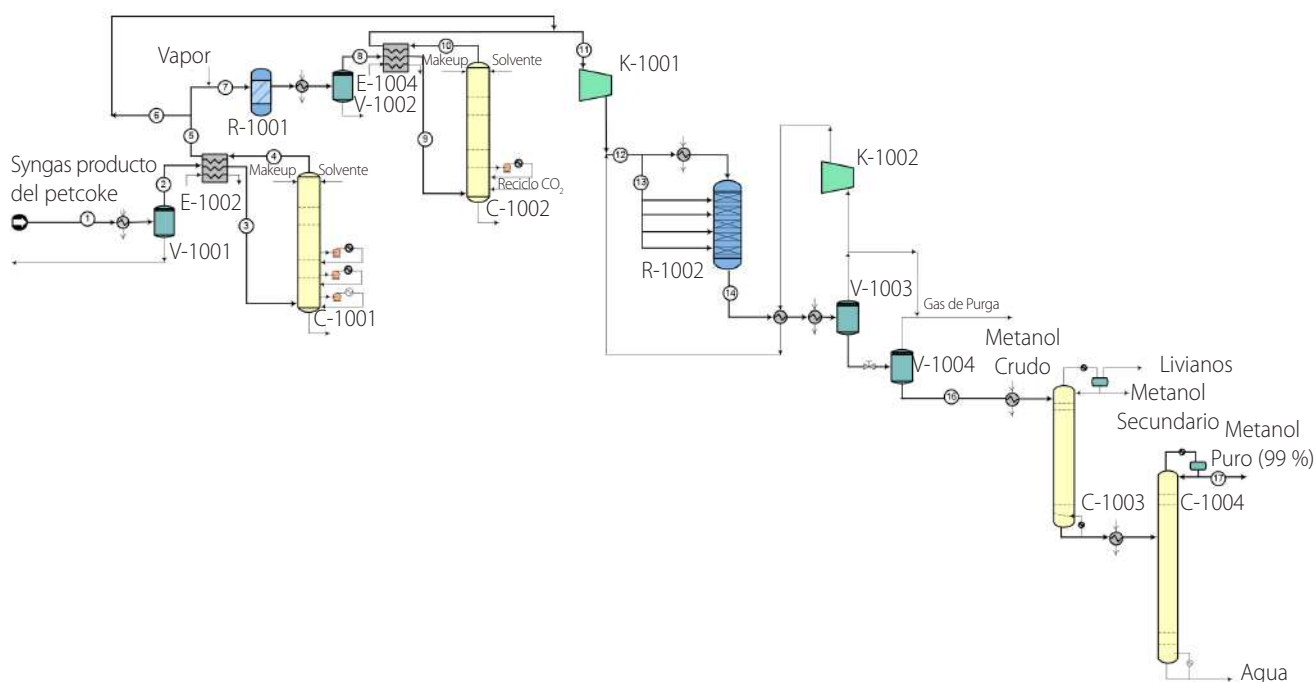 10
11
Makeup
Solvente
K-1001
Vapor
8
E-1004
7
V-1002
6
R-1001
5
9
4
12
K-1002
Syngas producto
del petcoke
2
Makeup
Solvente
Reciclo CO₂
13
E-1002
C-1002
1
3
V-1001
R-1002
14
V-1003
C-1001
Gas de Purga
Metanol
Crudo
V-1004
Livianos
16
Metanol
Secundario
Metanol
Puro (99 %)
17
C-1003
C-1004
Agua